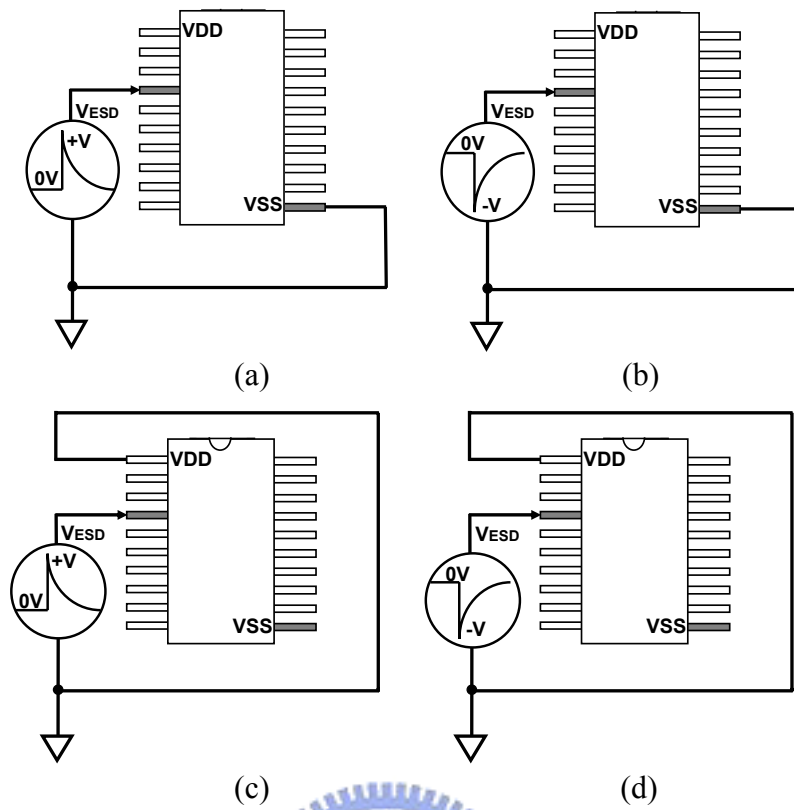 VDD
VESD
+V
0V
VSS
(a)
VDD
VESD
0V
-V
VSS
(b)
VDD
VESD
+V
0V
VSS
(c)
VDD
VESD
0V
-V
VSS
(d)